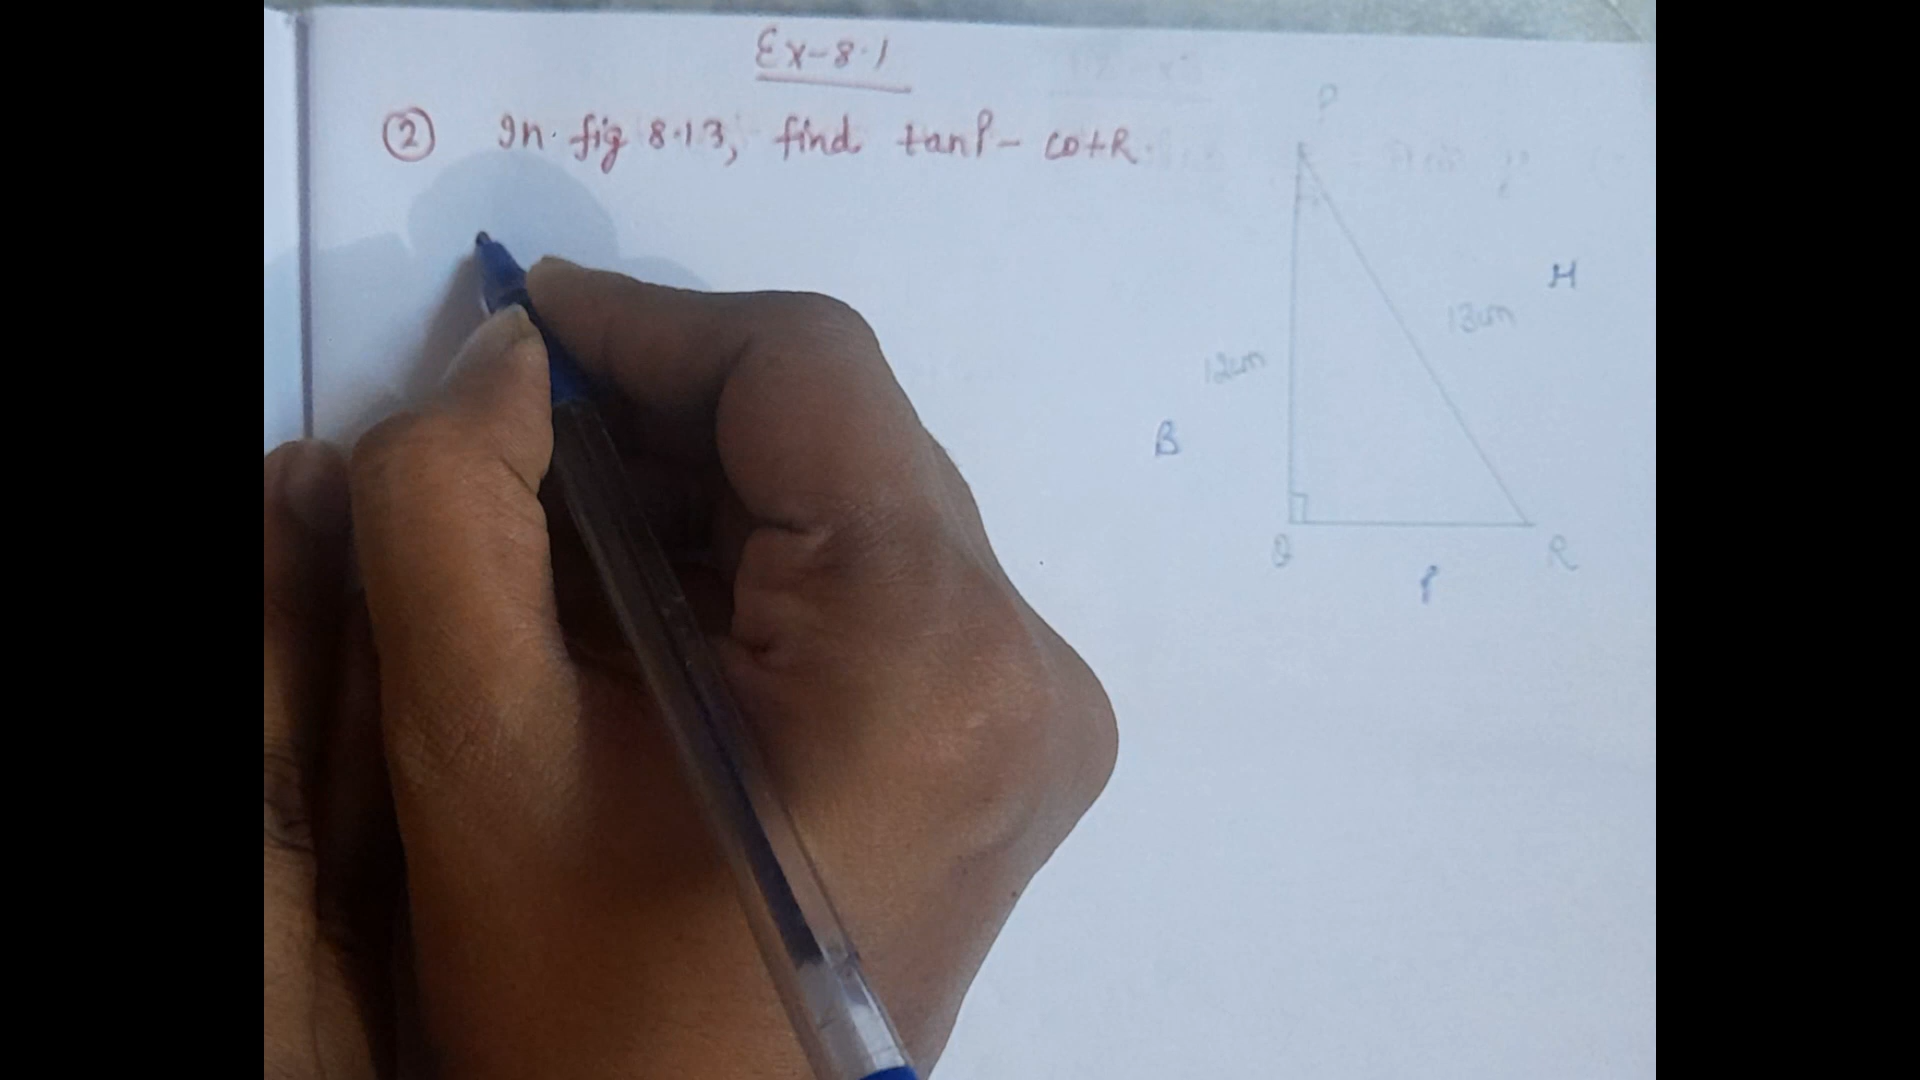 Ex-8.1
② In fig 8.13, find tanP - cotR.
P
H
13cm
12cm
B
Q
R
P